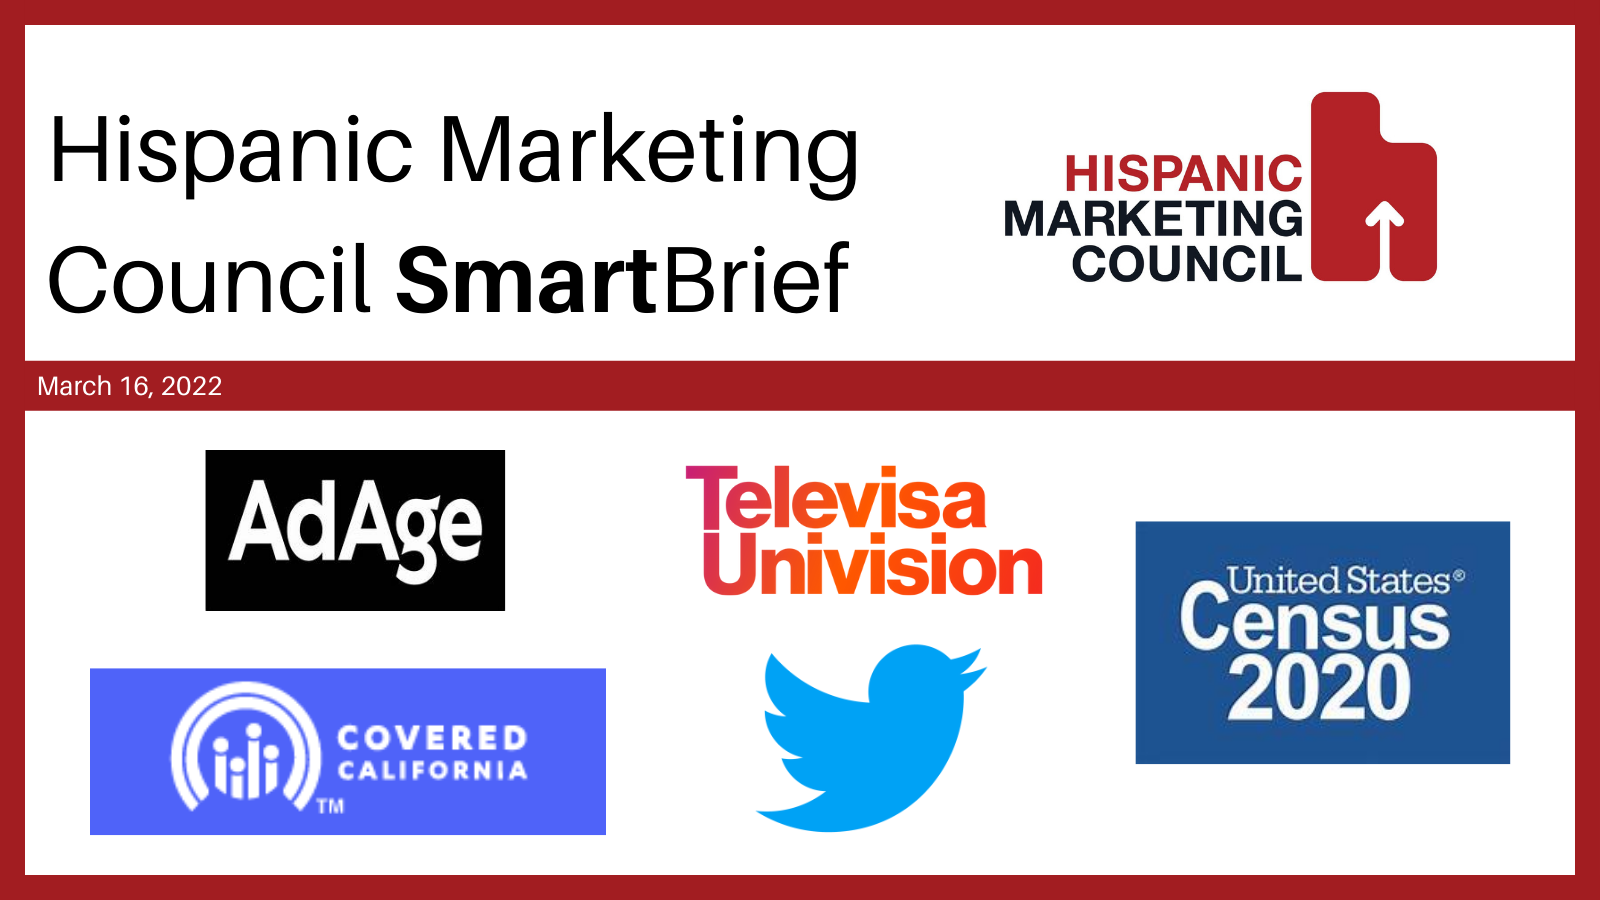 Hispanic Marketing
Council SmartBrief
HISPANIC
MARKETING
COUNCIL
March 16, 2022
AdAge
Televisa
Univision
United States®
Census
2020
COVERED
CALIFORNIA
TM